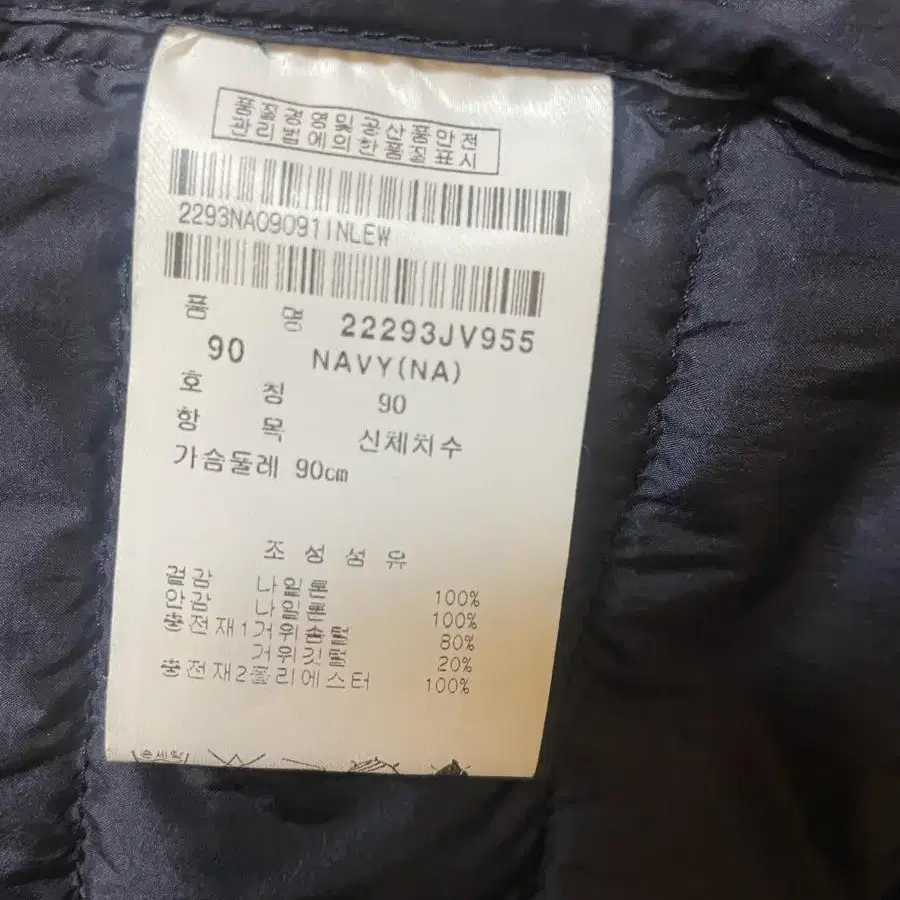 품질경영 및 공산품안전
관리법에 의한 품질표시
2293NA09091INLEW
품 명 22293JV955
90 NAVY(NA)
호 칭 90
항 목 신체치수
가슴둘레 90cm
조 성 섬 유
겉감 나일론 100%
안감 나일론 100%
충전재1 거위솜털 80%
거위깃털 20%
충전재2 폴리에스터 100%
손세탁